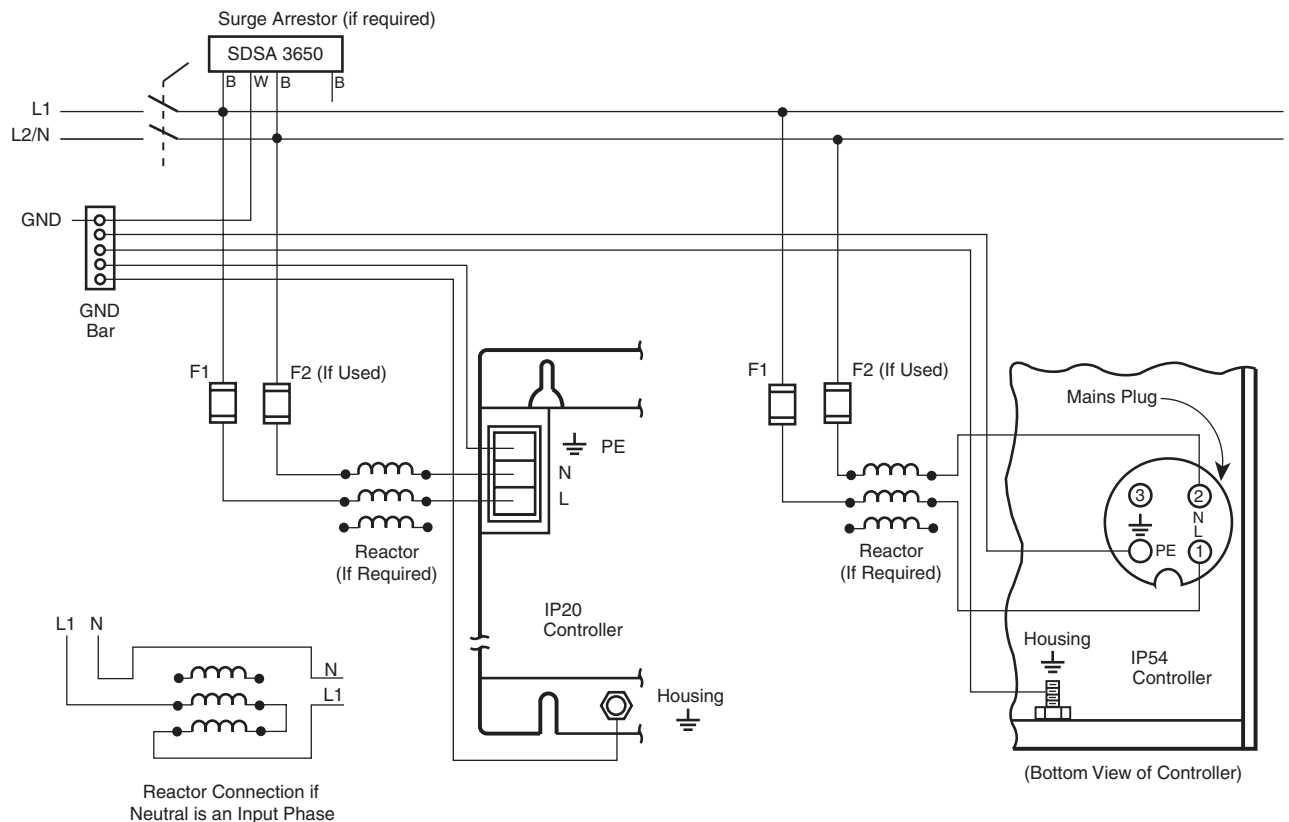 Surge Arrestor (if required)
SDSA 3650
B W B B
L1
L2/N
GND
GND
Bar
F1
F2 (If Used)
PE
N
L
Reactor
(If Required)
IP20
Controller
Housing
F1
F2 (If Used)
Reactor
(If Required)
Mains Plug
3
2
N
L
PE
1
Housing
IP54
Controller
(Bottom View of Controller)
L1 N
N
L1
Reactor Connection if
Neutral is an Input Phase